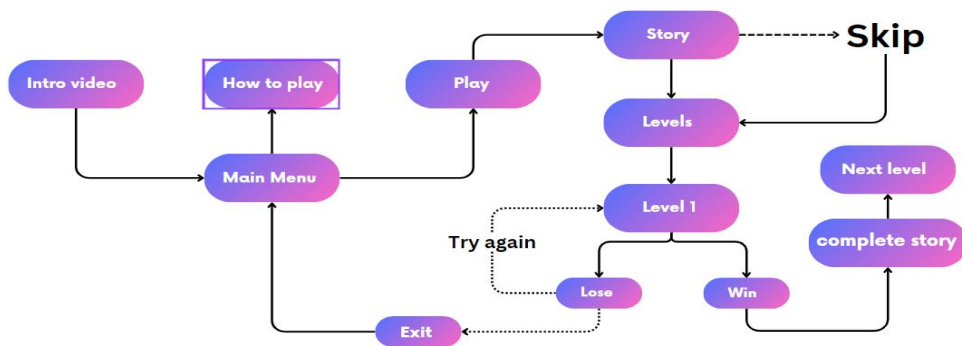 Story
Skip
Intro video
How to play
Play
Levels
Main Menu
Next level
Level 1
Try again
complete story
Lose
Win
Exit